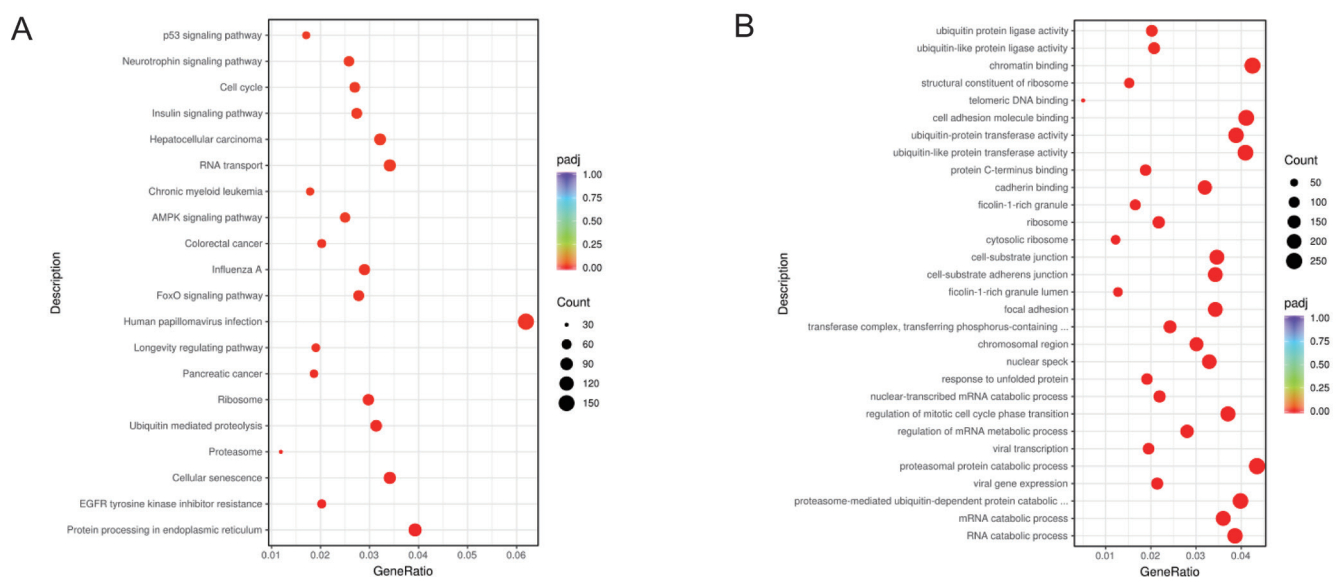 A
p53 signaling pathway
Neurotrophin signaling pathway
Cell cycle
Insulin signaling pathway
Hepatocellular carcinoma
RNA transport
Chronic myeloid leukemia
AMPK signaling pathway
Colorectal cancer
Influenza A
FoxO signaling pathway
Human papillomavirus infection
Longevity regulating pathway
Pancreatic cancer
Ribosome
Ubiquitin mediated proteolysis
Proteasome
Cellular senescence
EGFR tyrosine kinase inhibitor resistance
Protein processing in endoplasmic reticulum
Description
0.01 0.02 0.03 0.04 0.05 0.06
GeneRatio
padj
1.00
0.75
0.50
0.25
0.00
Count
30
60
90
120
150
B
ubiquitin protein ligase activity
ubiquitin-like protein ligase activity
chromatin binding
structural constituent of ribosome
telomeric DNA binding
cell adhesion molecule binding
ubiquitin-protein transferase activity
ubiquitin-like protein transferase activity
protein C-terminus binding
cadherin binding
ficolin-1-rich granule
ribosome
cytosolic ribosome
cell-substrate junction
cell-substrate adherens junction
ficolin-1-rich granule lumen
focal adhesion
transferase complex, transferring phosphorus-containing ...
chromosomal region
nuclear speck
response to unfolded protein
nuclear-transcribed mRNA catabolic process
regulation of mitotic cell cycle phase transition
regulation of mRNA metabolic process
viral transcription
proteasomal protein catabolic process
viral gene expression
proteasome-mediated ubiquitin-dependent protein catabolic ...
mRNA catabolic process
RNA catabolic process
Description
0.01 0.02 0.03 0.04
GeneRatio
Count
50
100
150
200
250
padj
1.00
0.75
0.50
0.25
0.00